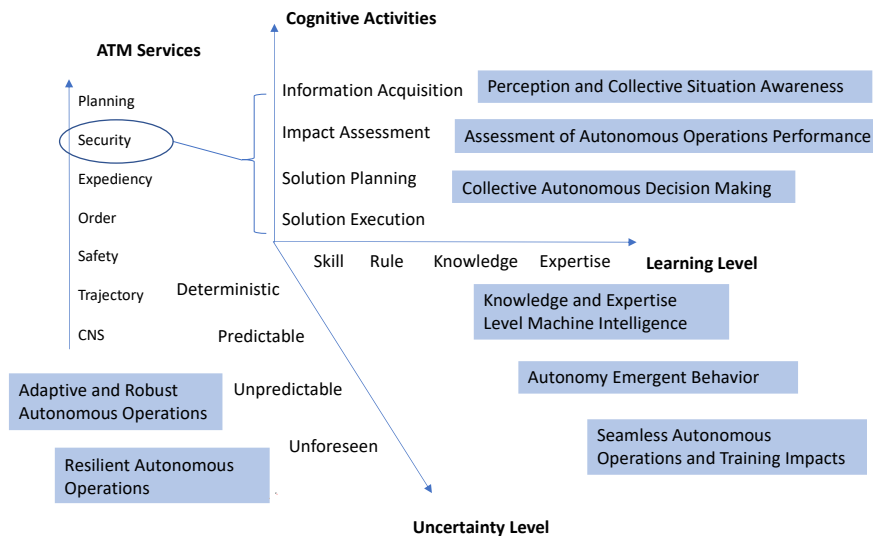 Cognitive Activities
ATM Services
Information Acquisition
Perception and Collective Situation Awareness
Planning
Impact Assessment
Assessment of Autonomous Operations Performance
Security
Expediency
Solution Planning
Collective Autonomous Decision Making
Order
Solution Execution
Safety
Skill Rule Knowledge Expertise
Learning Level
Trajectory
Deterministic
Knowledge and Expertise
Level Machine Intelligence
CNS
Predictable
Adaptive and Robust
Autonomous Operations
Unpredictable
Autonomy Emergent Behavior
Unforeseen
Seamless Autonomous
Operations and Training Impacts
Resilient Autonomous
Operations
Uncertainty Level